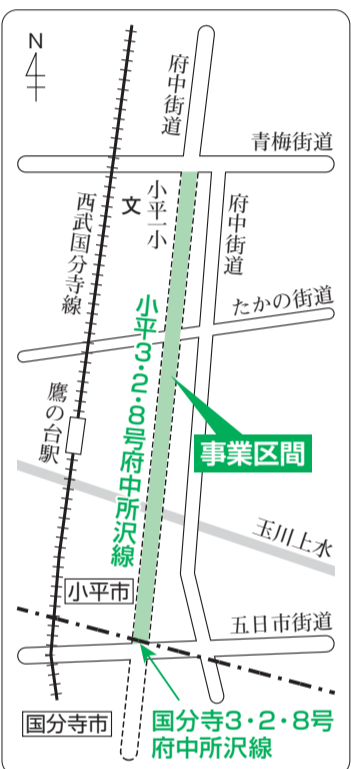 N
府中街道
青梅街道
小平一小
文
府中街道
西武国分寺線
たかの街道
小平3・2・8号府中所沢線
鷹の台駅
事業区間
玉川上水
小平市
五日市街道
国分寺市
国分寺3・2・8号
府中所沢線